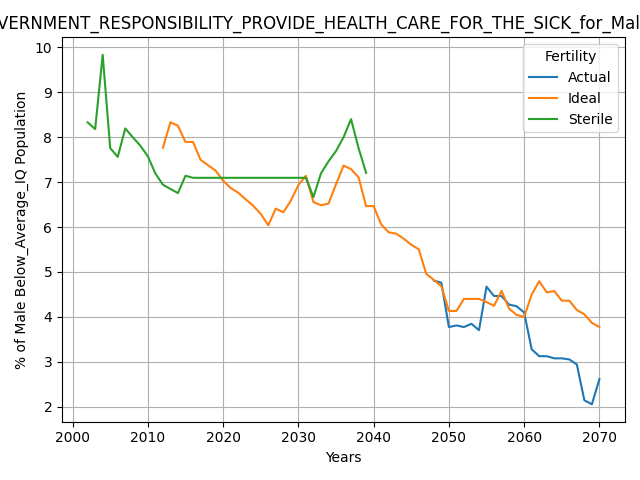 VERNMENT_RESPONSIBILITY_PROVIDE_HEALTH_CARE_FOR_THE_SICK_for_Mal
% of Male Below_Average_IQ Population
10
9
8
7
6
5
4
3
2
Fertility
Actual
Ideal
Sterile
2000 2010 2020 2030 2040 2050 2060 2070
Years